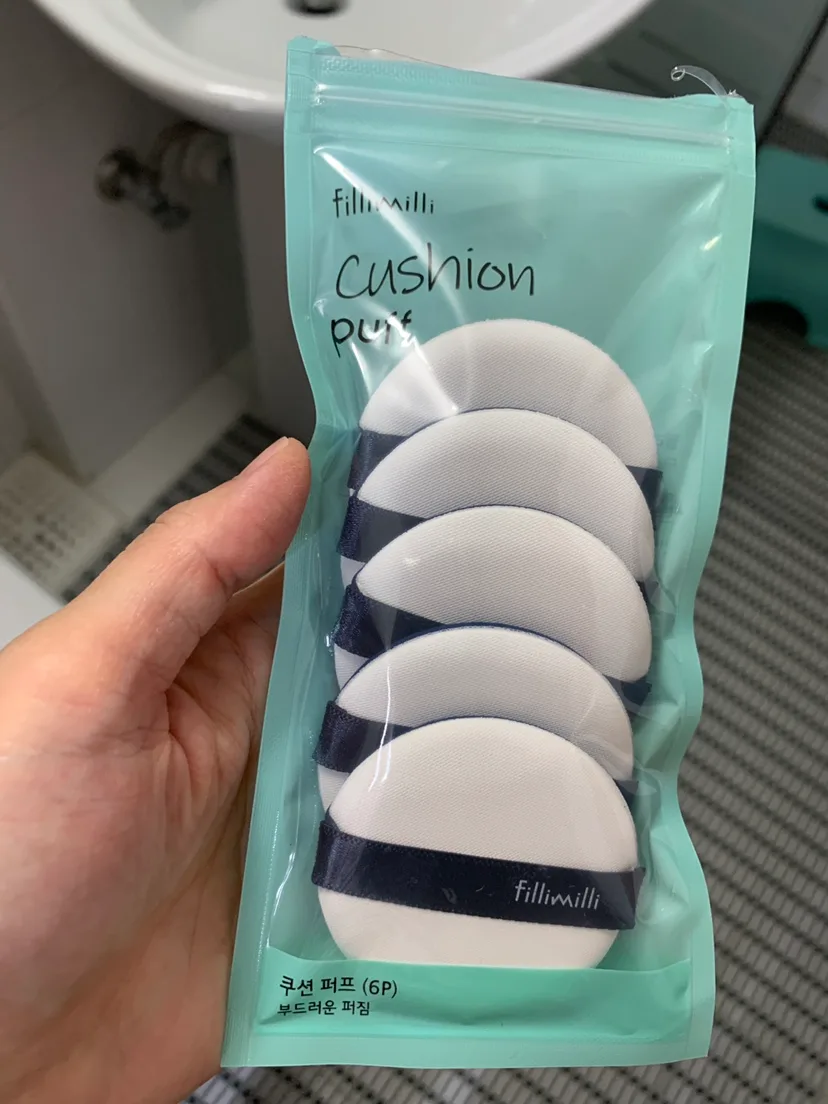 fillimilli
cushion
puff
fillimilli
쿠션 퍼프 (6P)
부드러운 퍼짐